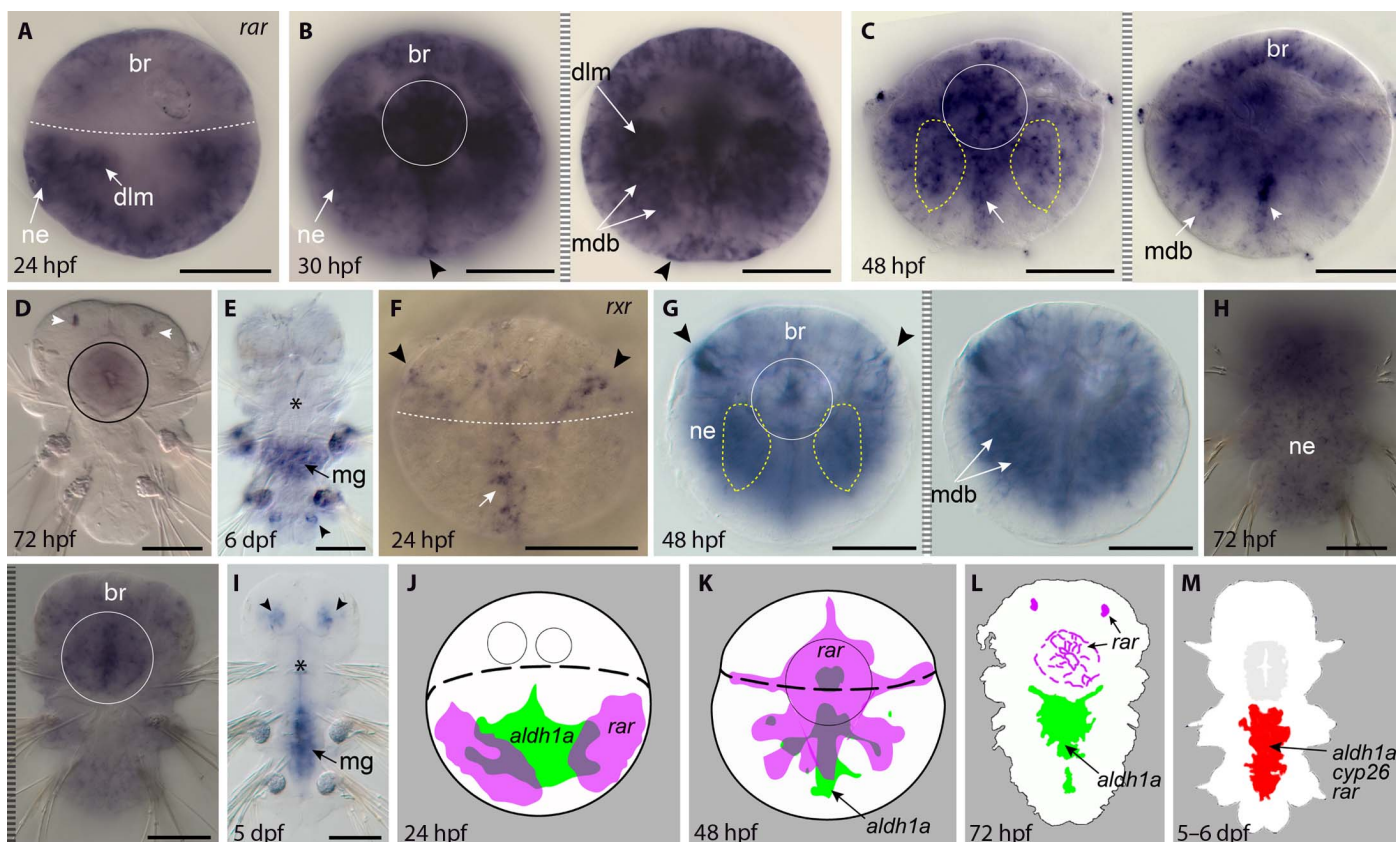 A
rar
br
dlm
ne
24 hpf
B
br
ne
30 hpf
dlm
mdb
C
48 hpf
br
mdb
D
72 hpf
E
*
mg
6 dpf
F
rxr
24 hpf
G
br
ne
48 hpf
mdb
H
ne
72 hpf
br
I
*
mg
5 dpf
J
aldh1a
rar
24 hpf
K
rar
aldh1a
48 hpf
L
rar
aldh1a
72 hpf
M
aldh1a
cyp26
rar
5–6 dpf